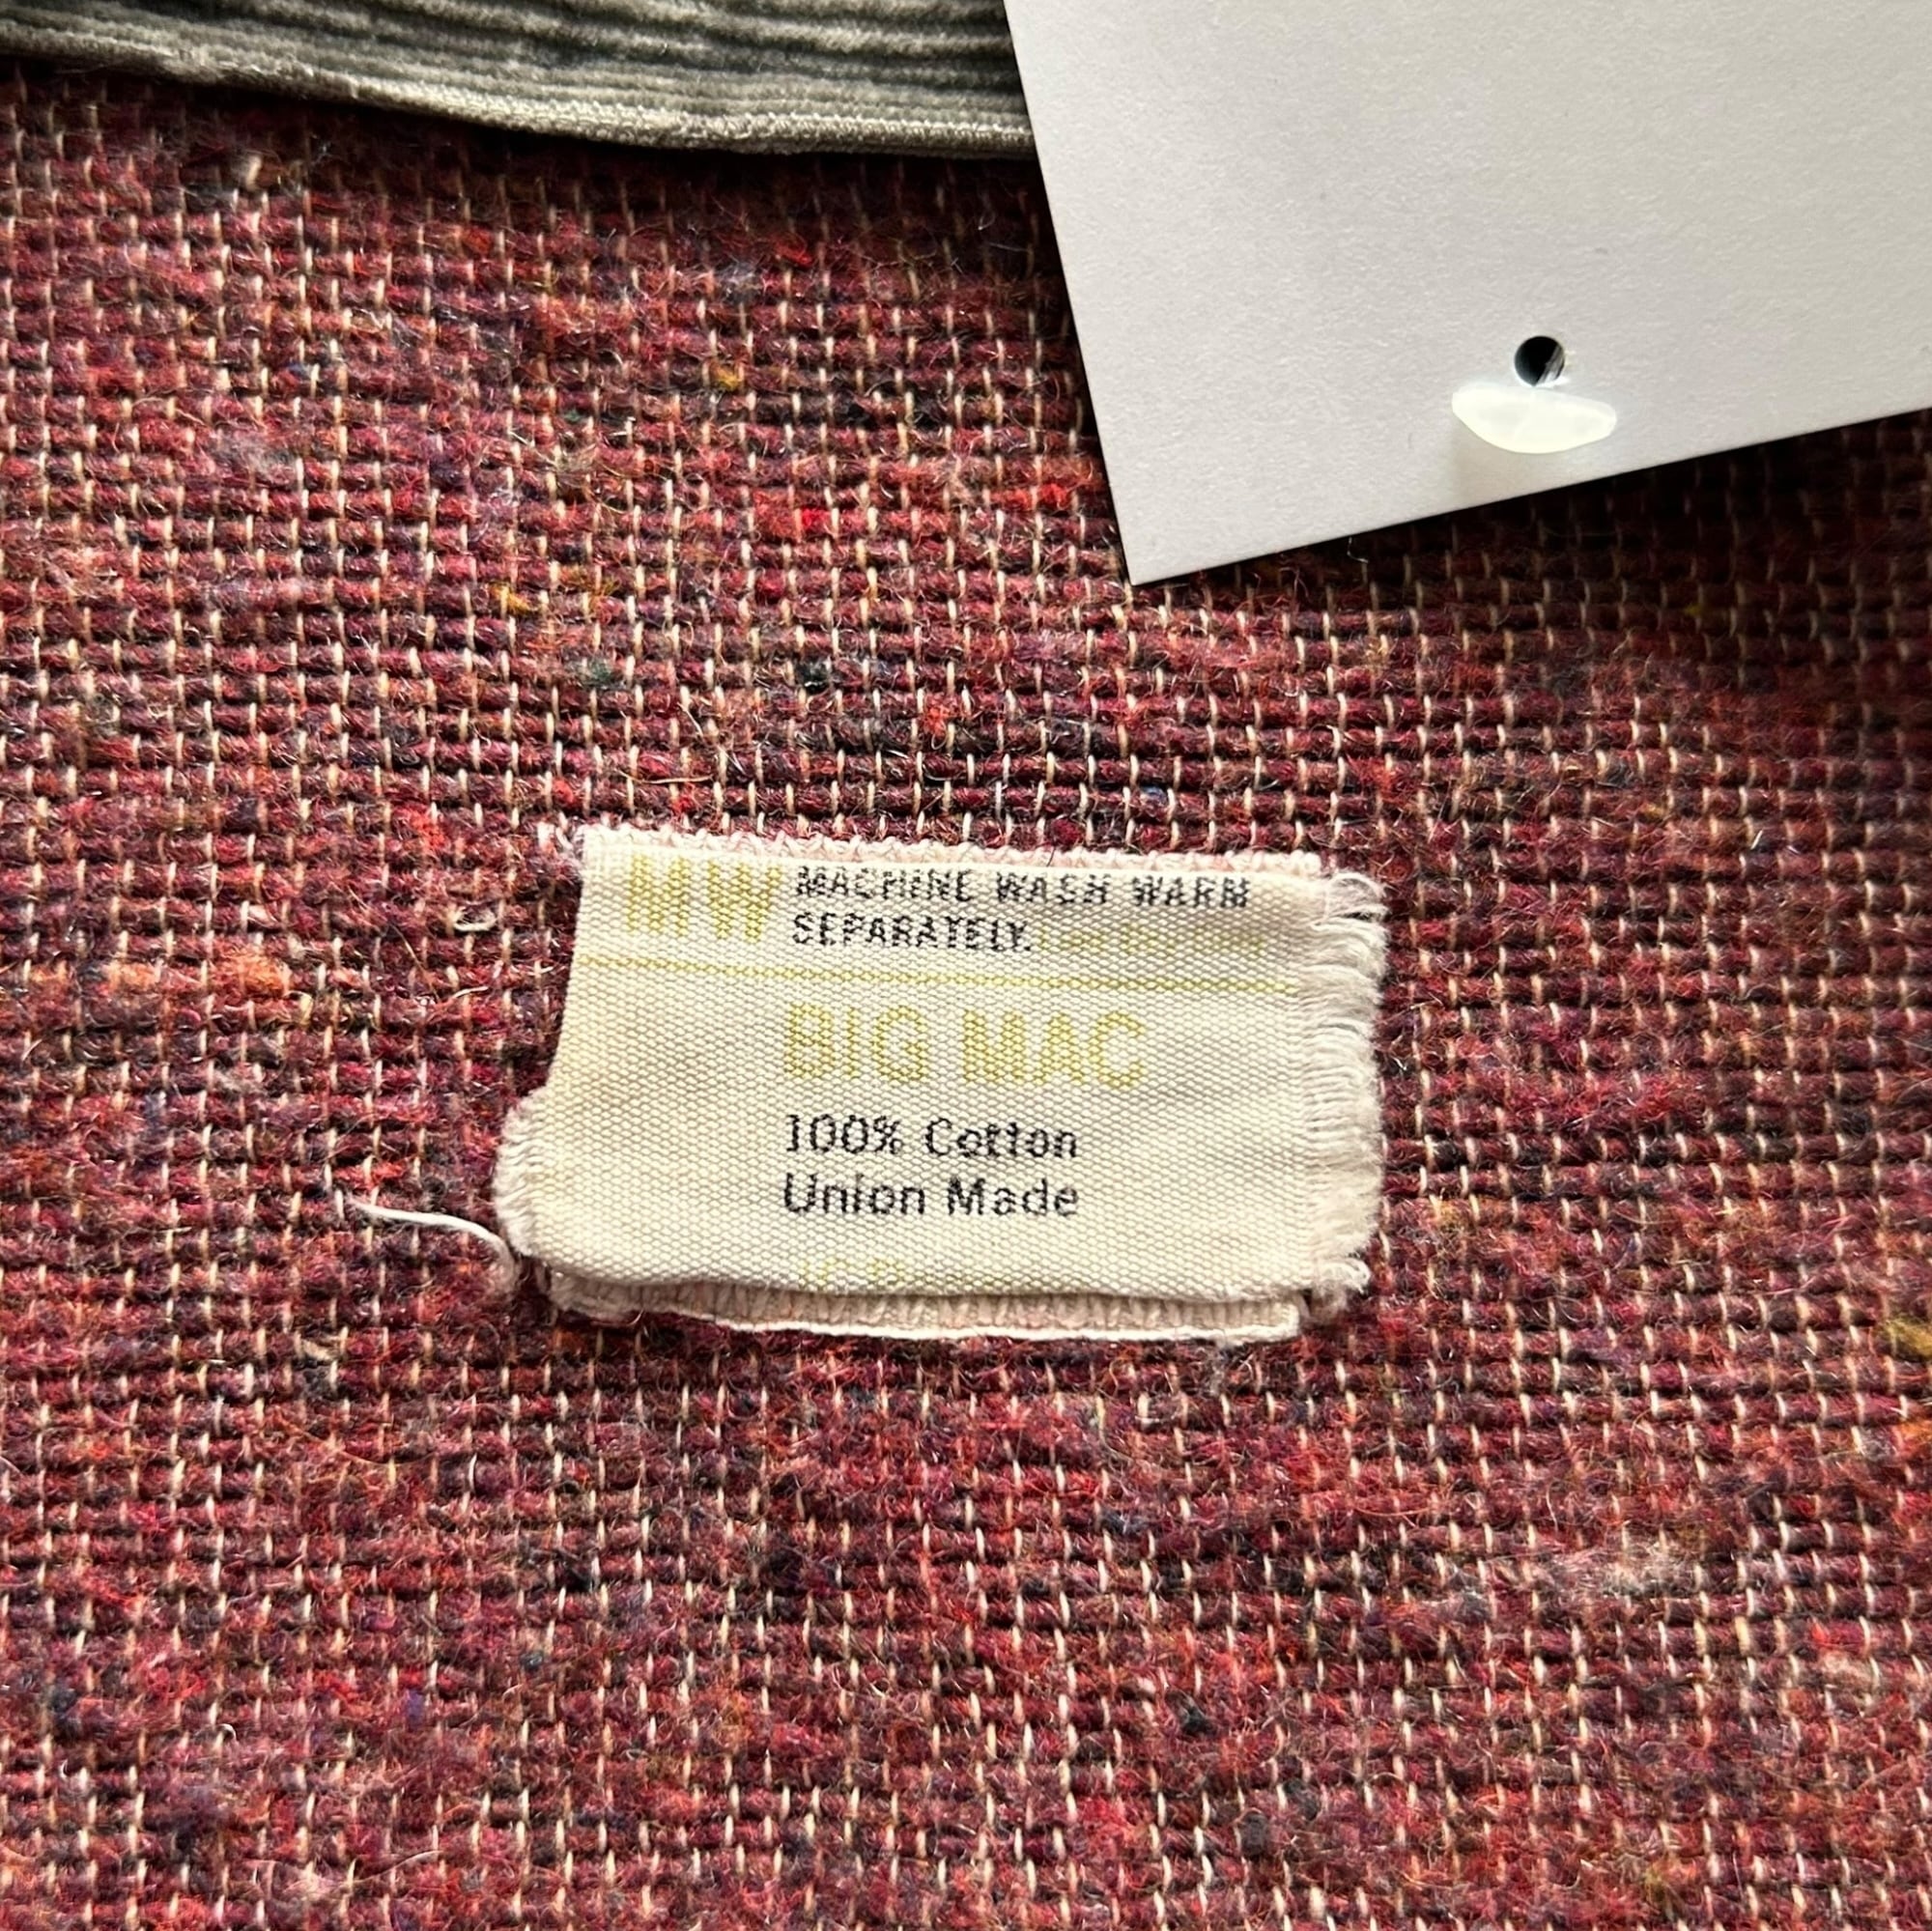 MW MACHINE WASH WARM
SEPARATELY.
BIG MAC
100% Cotton
Union Made